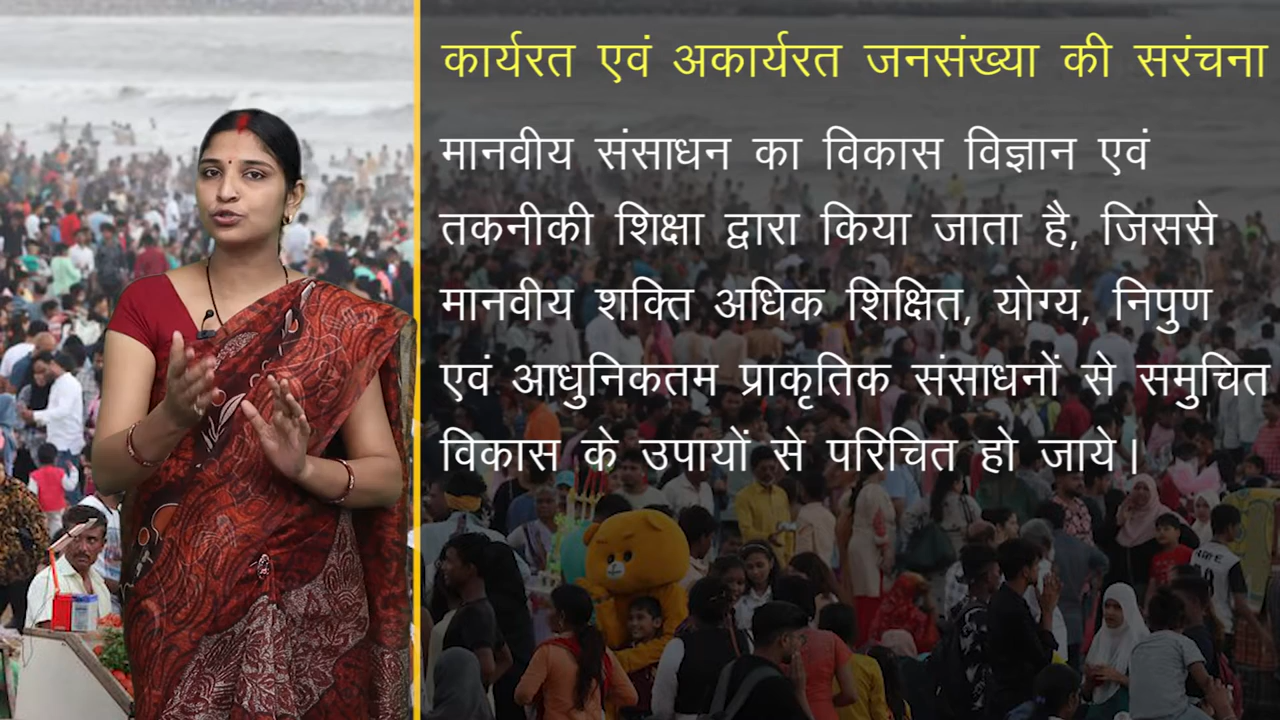 कार्यरत एवं अकार्यरत जनसंख्या की सरंचना
मानवीय संसाधन का विकास विज्ञान एवं
तकनीकी शिक्षा द्वारा किया जाता है, जिससे
मानवीय शक्ति अधिक शिक्षित, योग्य, निपुण
एवं आधुनिकतम प्राकृतिक संसाधनों से समुचित
विकास के उपायों से परिचित हो जाये।